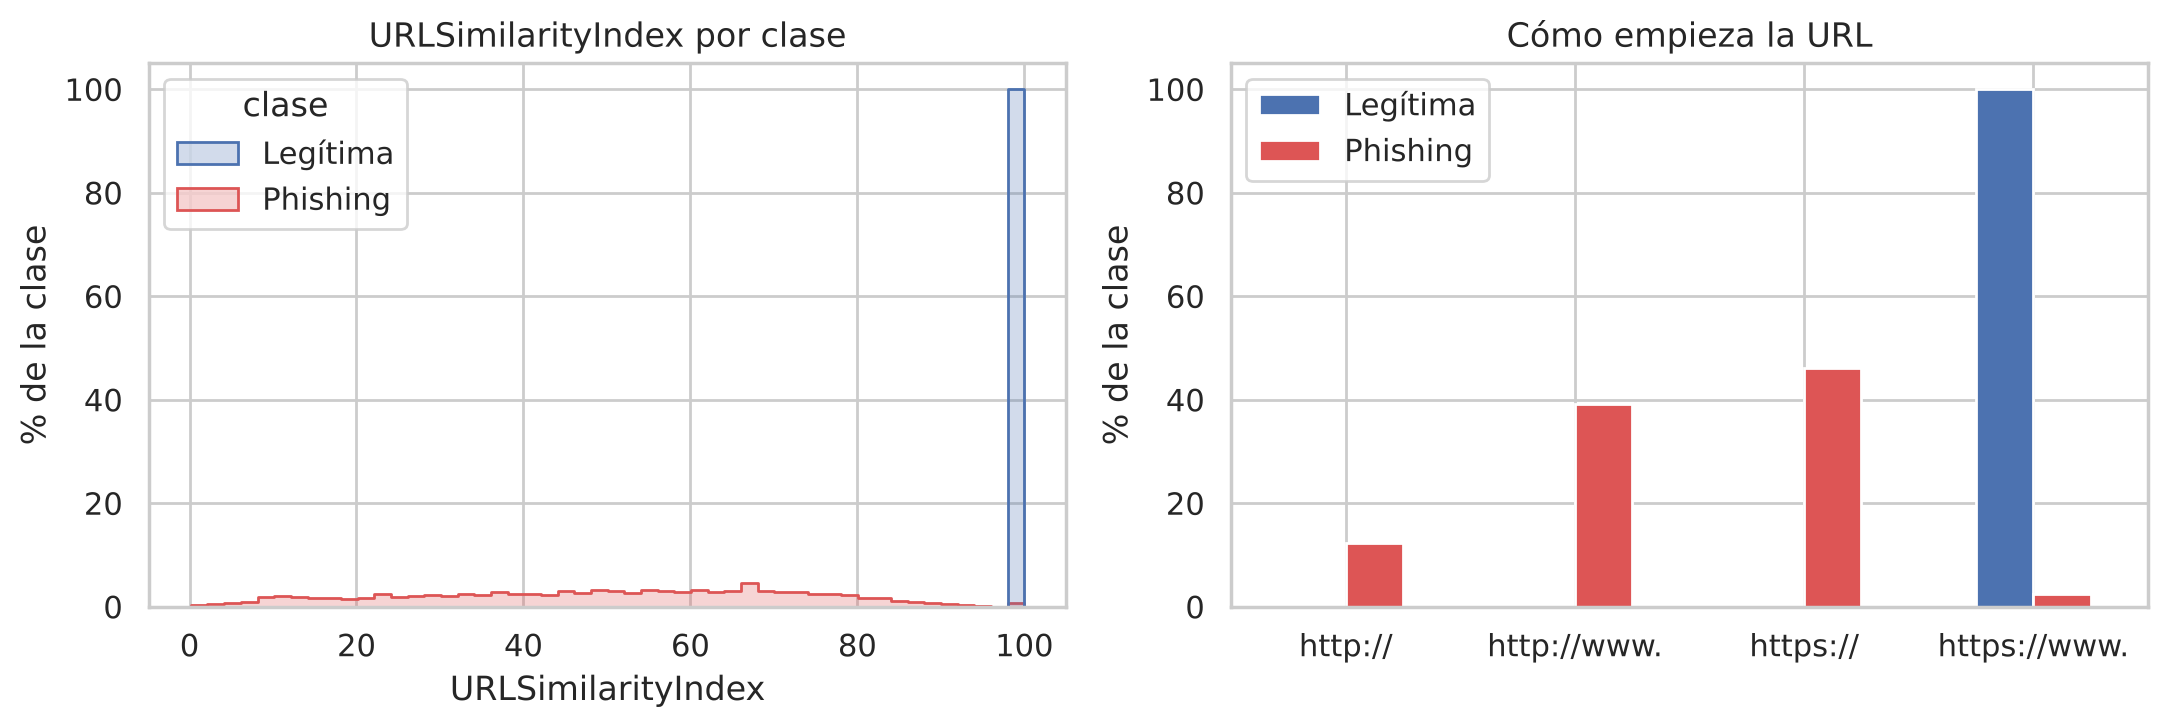 URLSimilarityIndex por clase
100
80
60
40
20
0
% de la clase
clase
Legítima
Phishing
0 20 40 60 80 100
URLSimilarityIndex
Cómo empieza la URL
100
80
60
40
20
0
% de la clase
Legítima
Phishing
http:// http://www. https:// https://www.